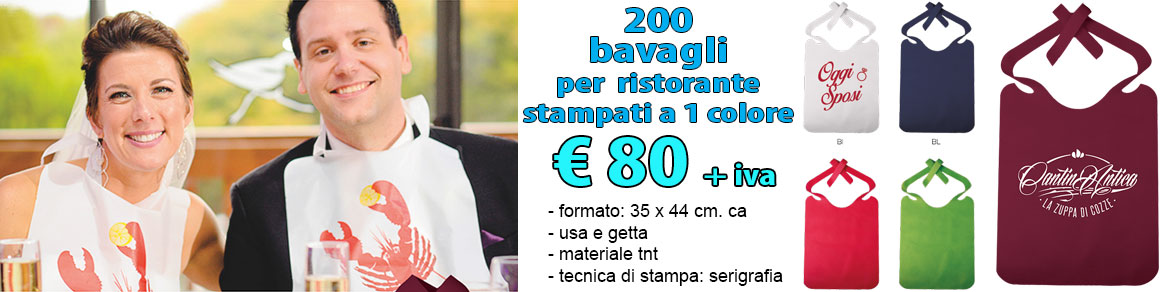 200
bavagli
per ristorante
stampati a 1 colore
€ 80 + iva
- formato: 35 x 44 cm. ca
- usa e getta
- materiale tnt
- tecnica di stampa: serigrafia
Oggi
Sposi
BI
BL
Cantina Antica
- LA ZUPPA DI COZZE -